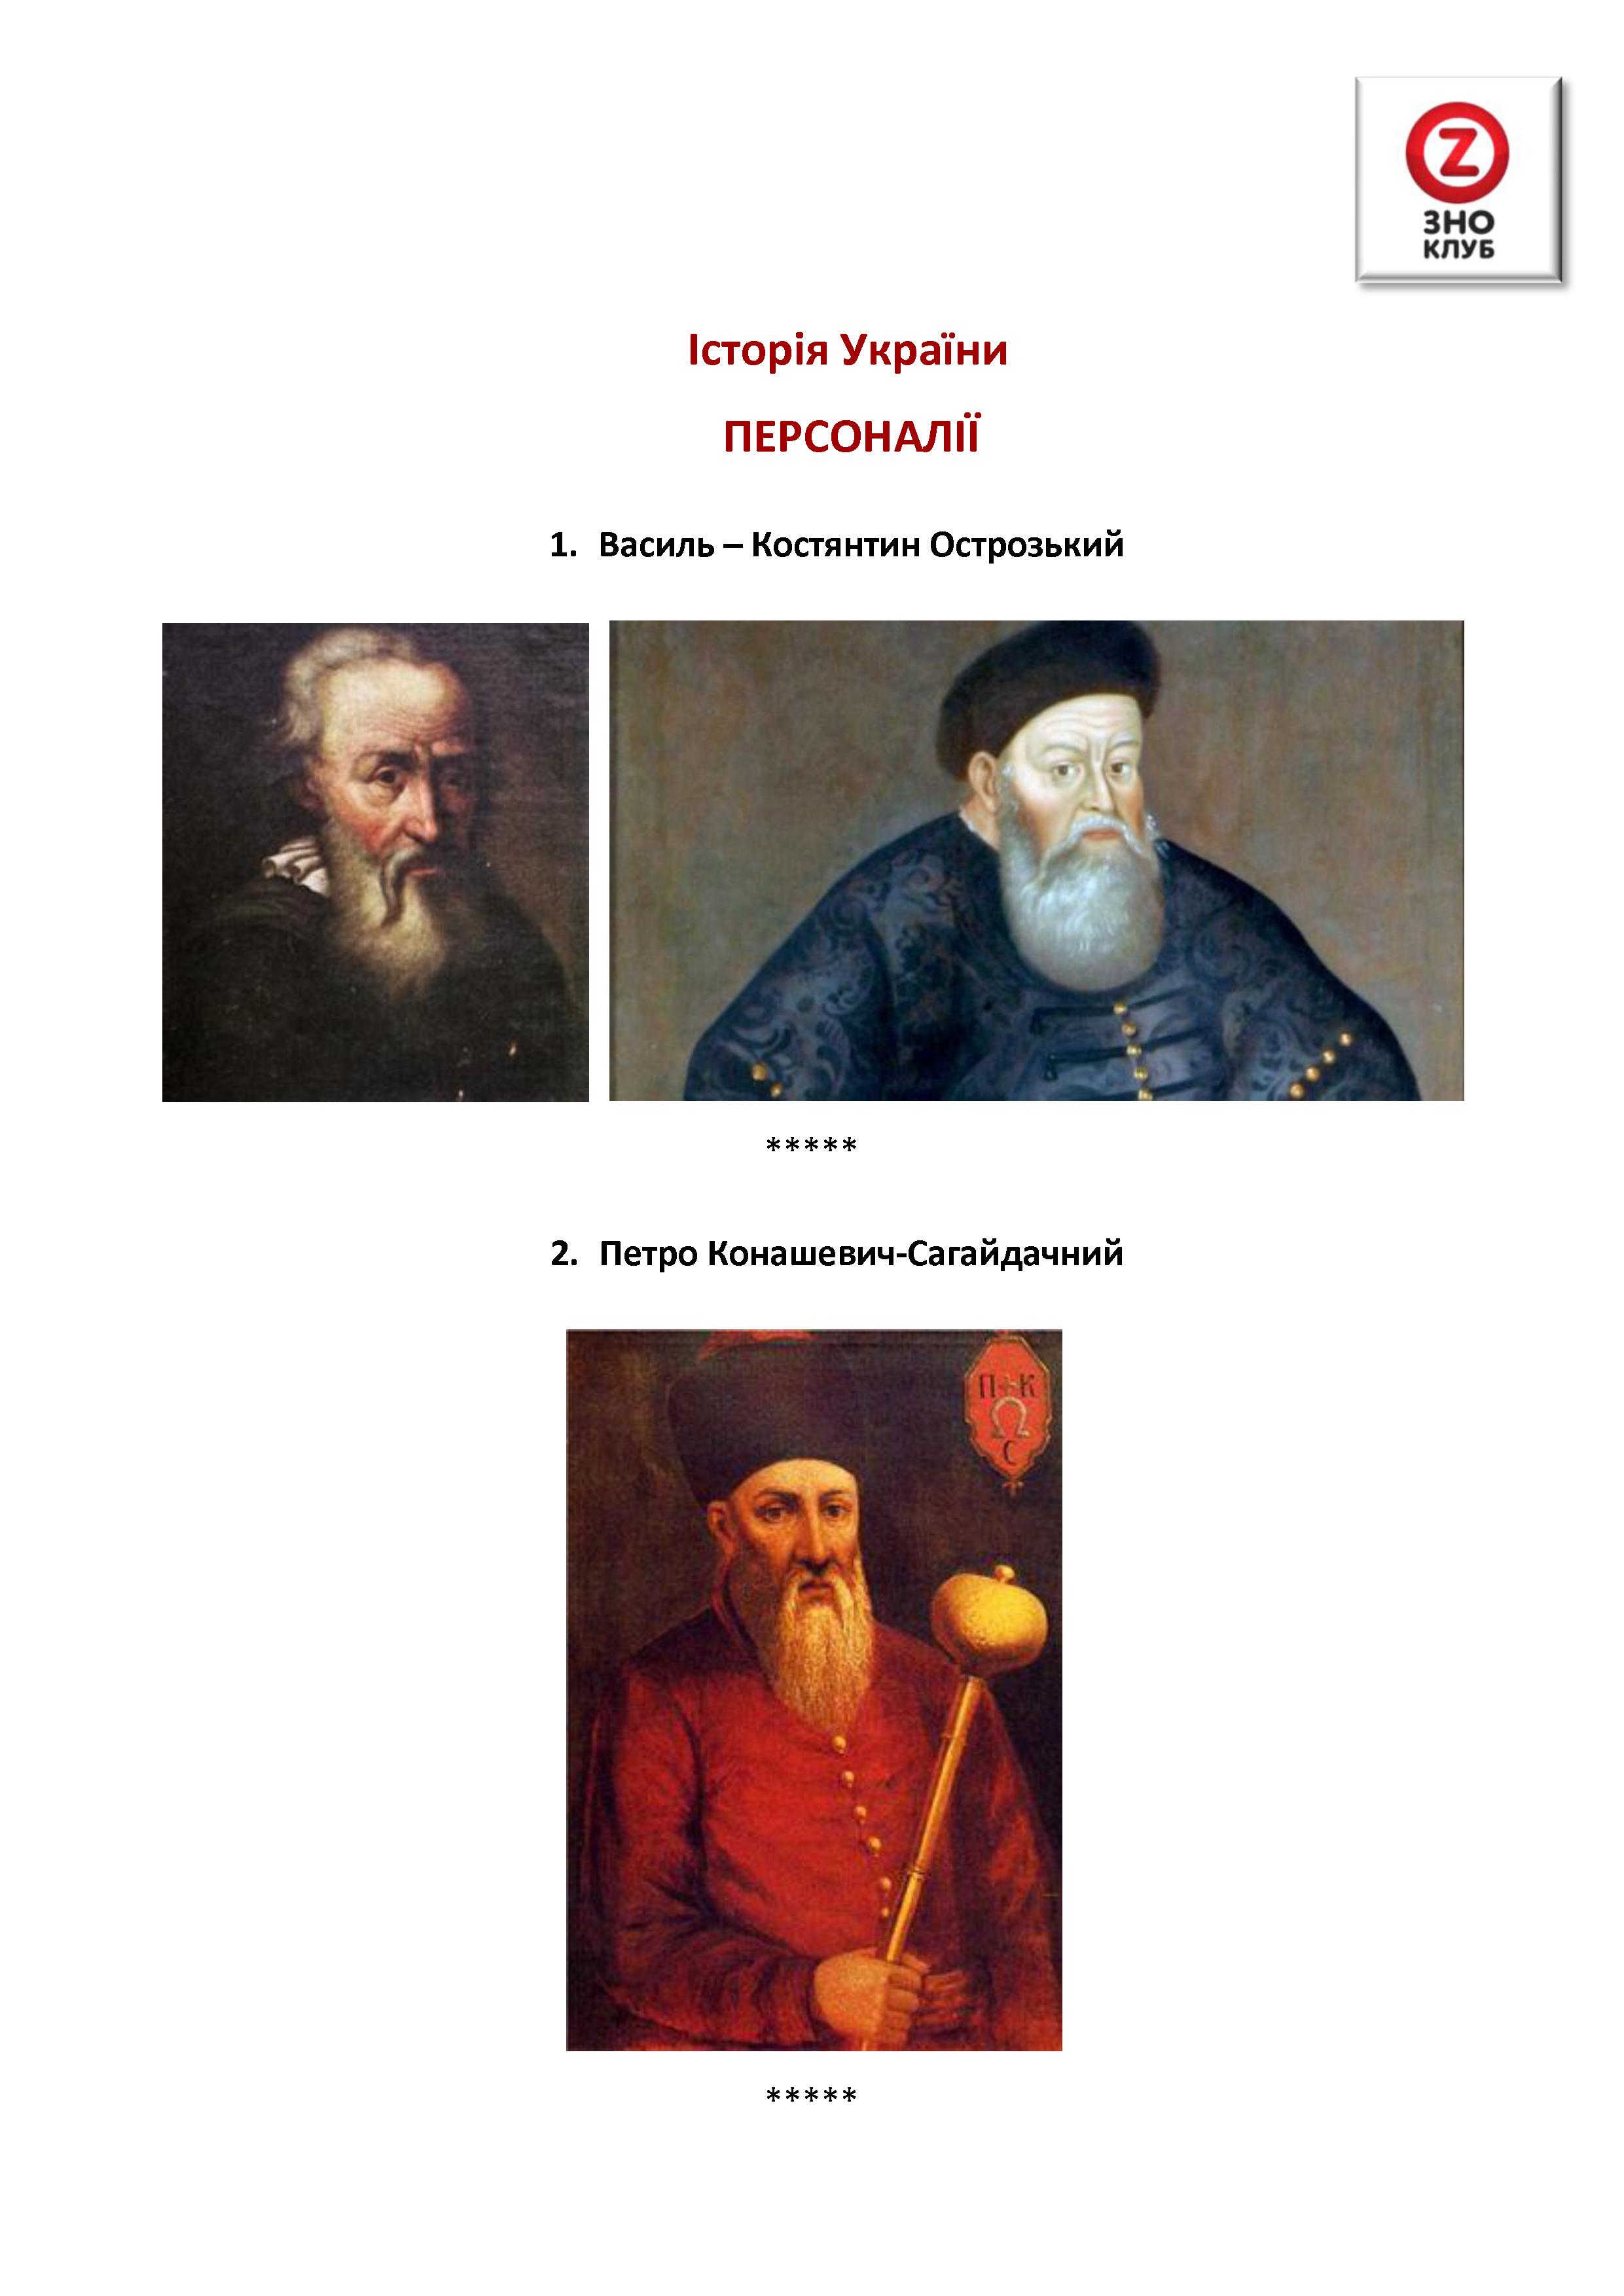 Z
ЗНО
КЛУБ
Історія України
ПЕРСОНАЛІЇ
1. Василь – Костянтин Острозький
*****
2. Петро Конашевич-Сагайдачний
П К
С
*****